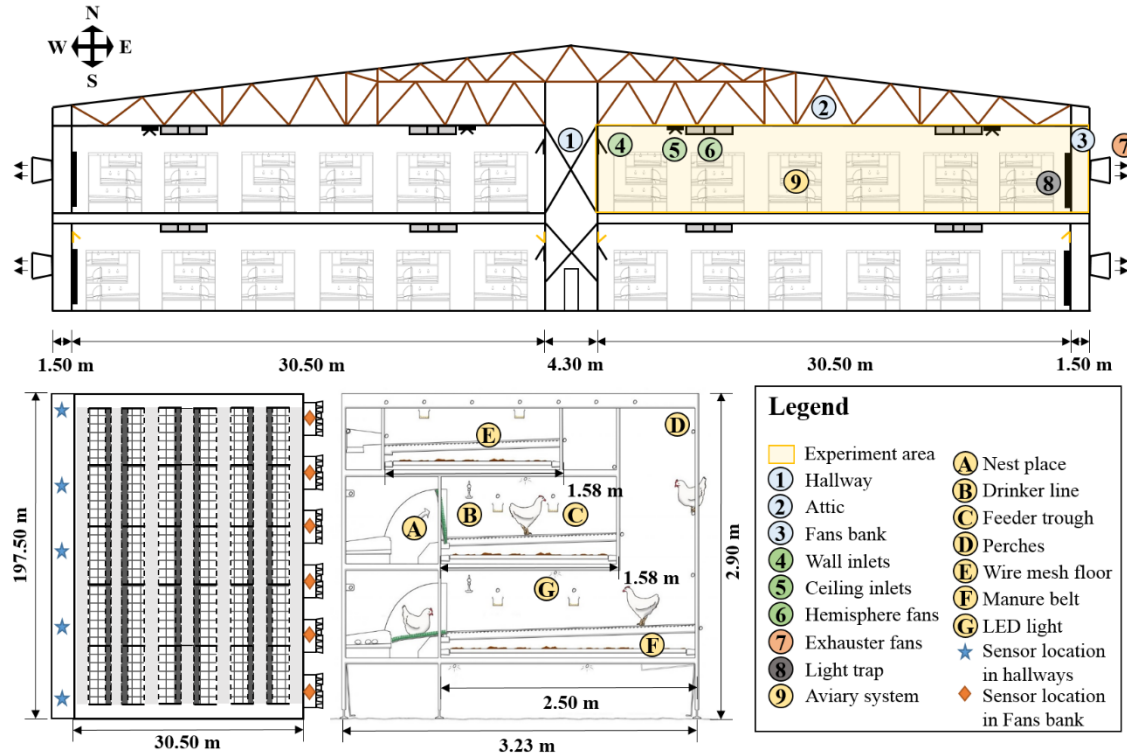 N
W E
S
1
2
3
4
5
6
7
8
9
1.50 m
30.50 m
4.30 m
30.50 m
1.50 m
197.50 m
30.50 m
A
B
C
D
E
F
G
1.58 m
1.58 m
2.50 m
3.23 m
2.90 m
Legend
Experiment area
1 Hallway
2 Attic
3 Fans bank
4 Wall inlets
5 Ceiling inlets
6 Hemisphere fans
7 Exhauster fans
8 Light trap
9 Aviary system
A Nest place
B Drinker line
C Feeder trough
D Perches
E Wire mesh floor
F Manure belt
G LED light
Sensor location
in hallways
Sensor location
in Fans bank